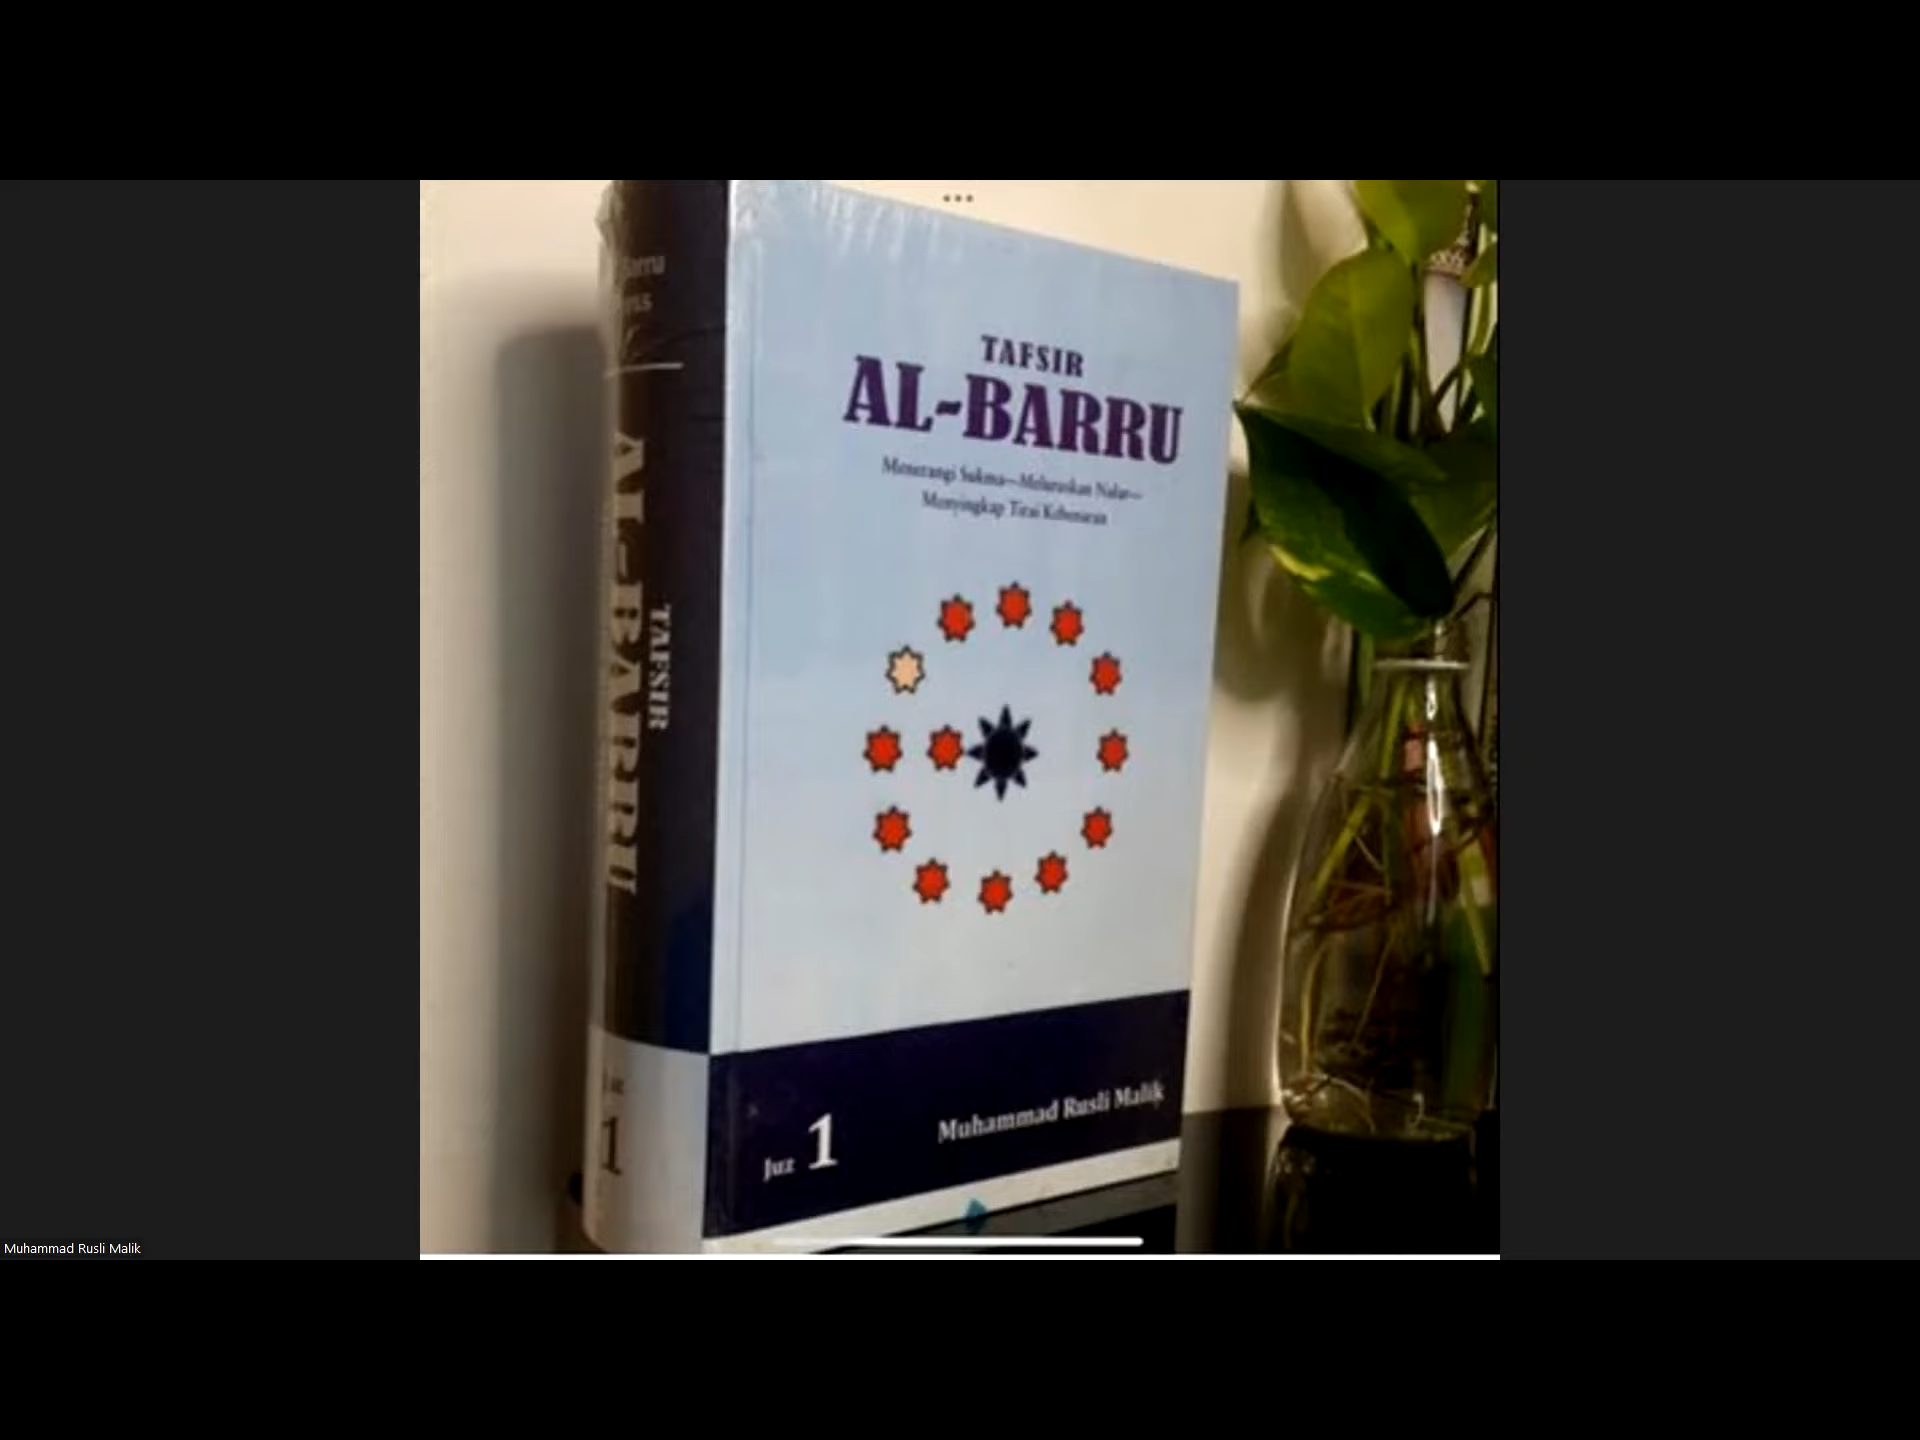 TAFSIR
AL-BARRU
Menerangi Sukma—Meluruskan Nalar—
Menyingkap Tirai Kebenaran
Juz 1
Muhammad Rusli Malik
TAFSIR
AL-BARRU
1
Muhammad Rusli Malik